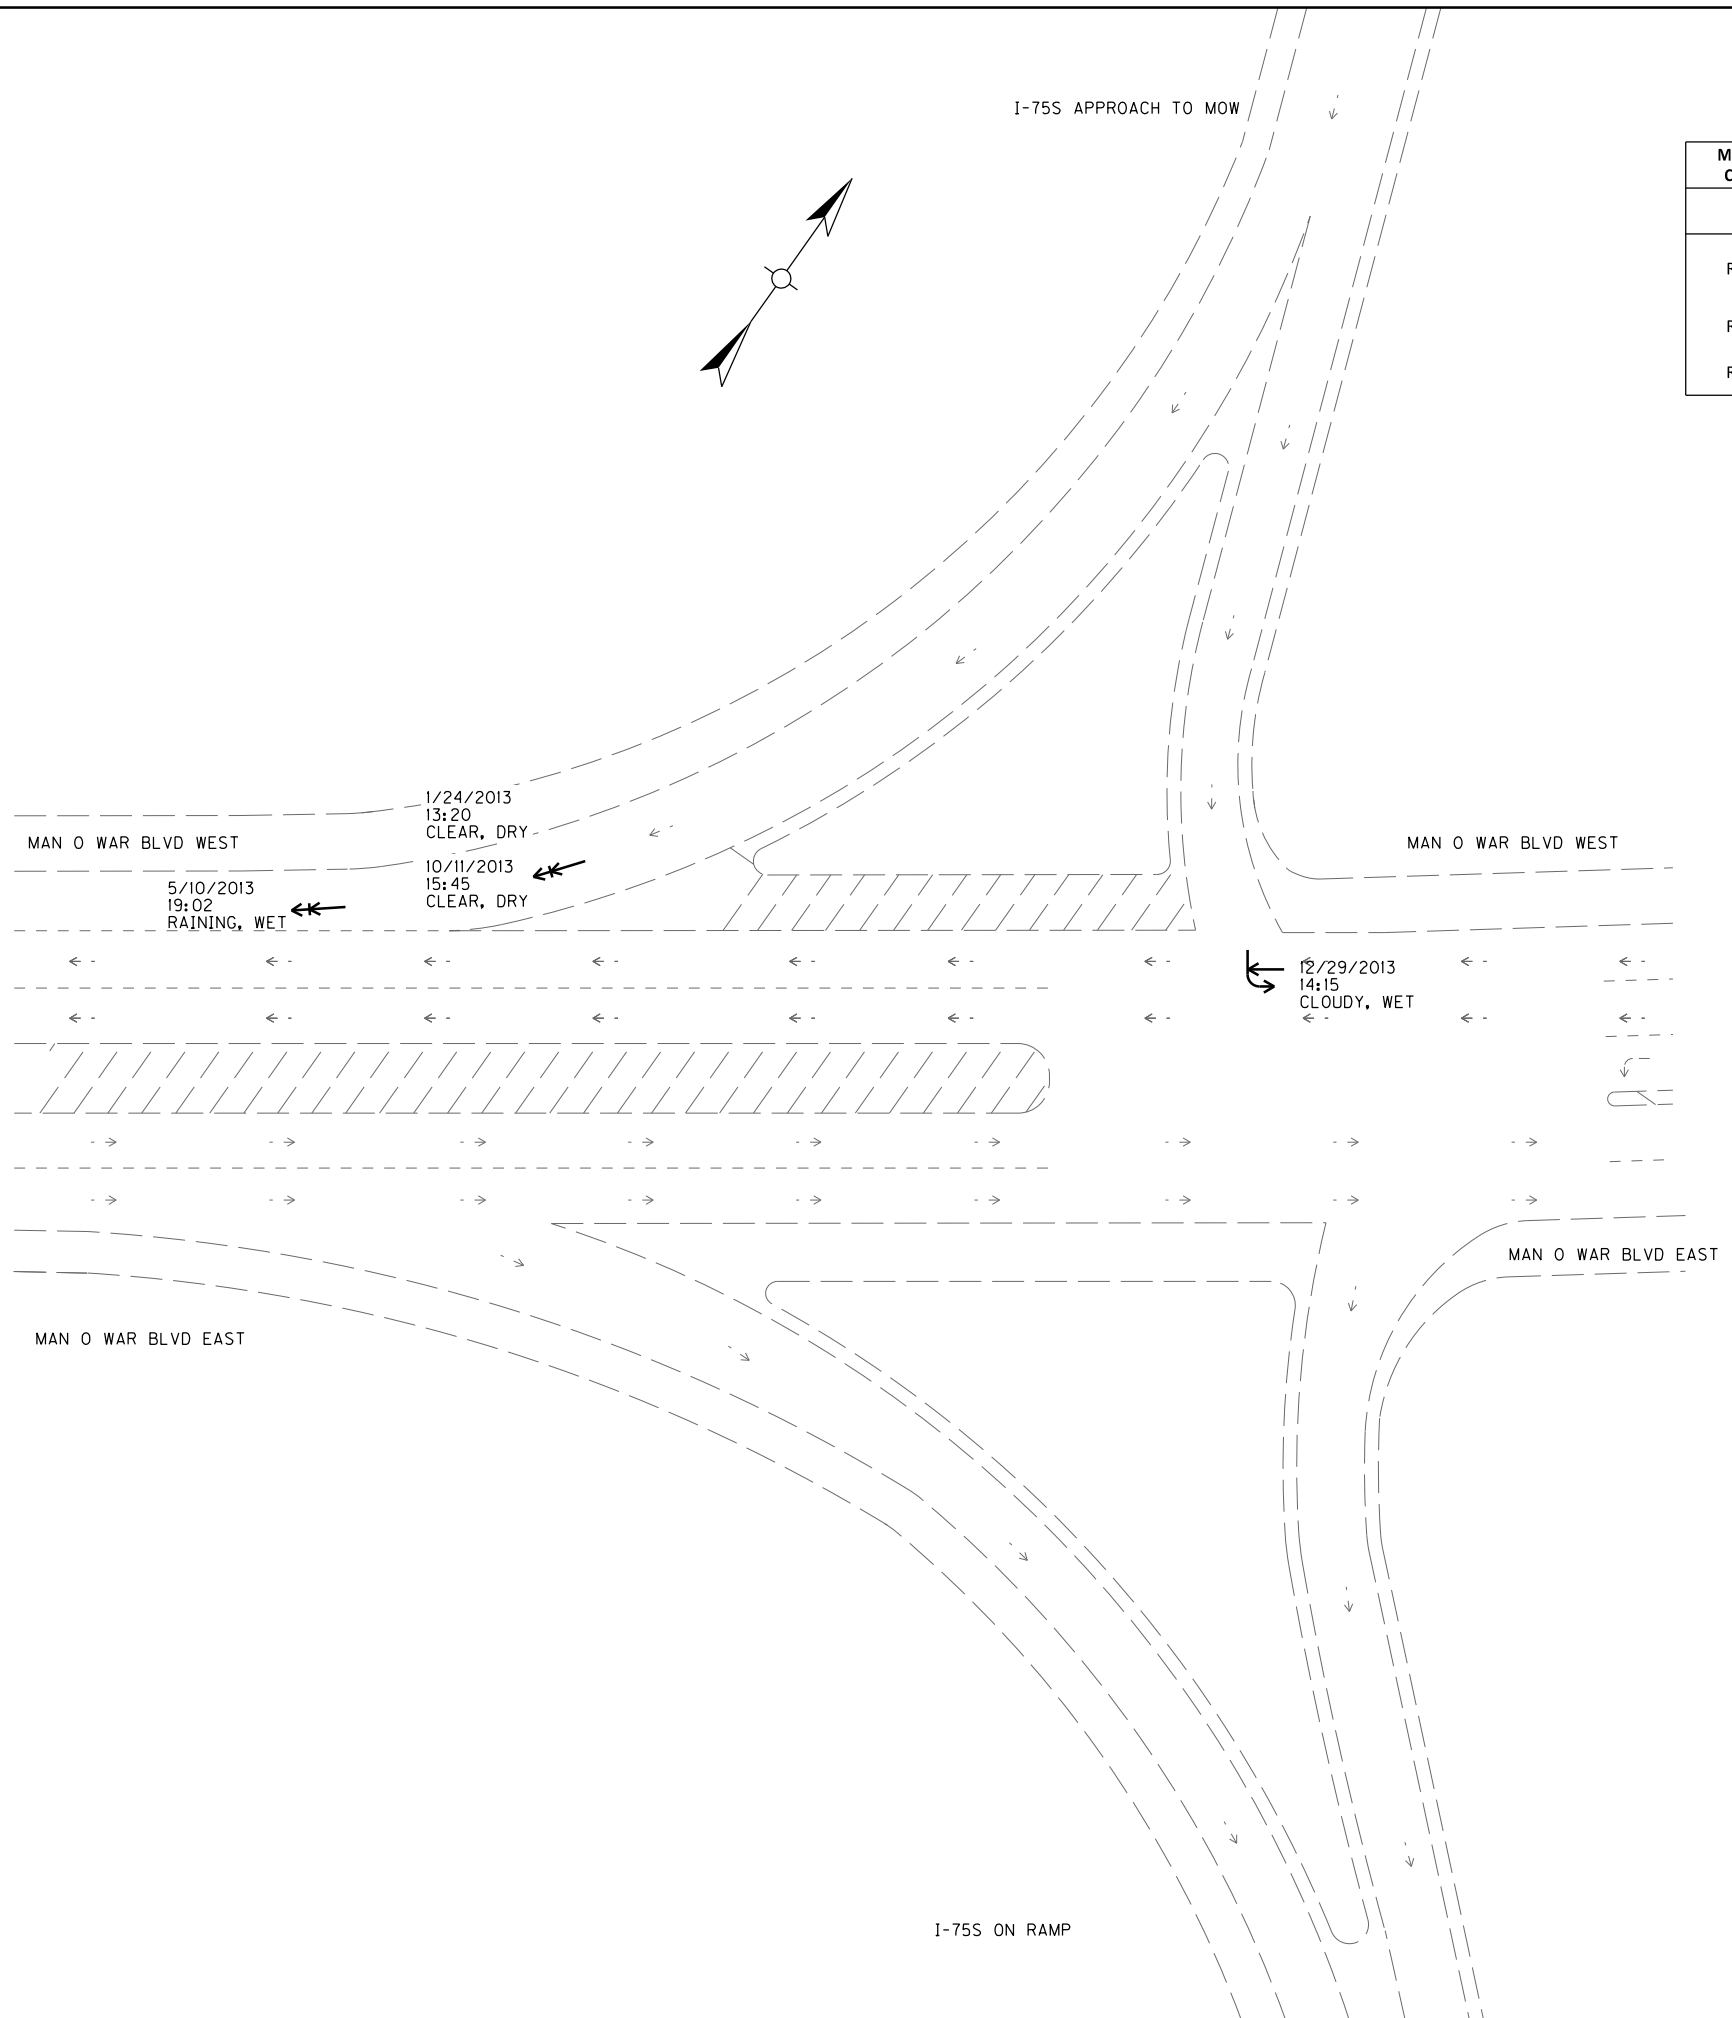 I-75S APPROACH TO MOW
M
C
R
R
R
1/24/2013
13:20
CLEAR, DRY
MAN O WAR BLVD WEST
MAN O WAR BLVD WEST
10/11/2013
15:45
CLEAR, DRY
5/10/2013
19:02
RAINING, WET
12/29/2013
14:15
CLOUDY, WET
MAN O WAR BLVD EAST
MAN O WAR BLVD EAST
I-75S ON RAMP